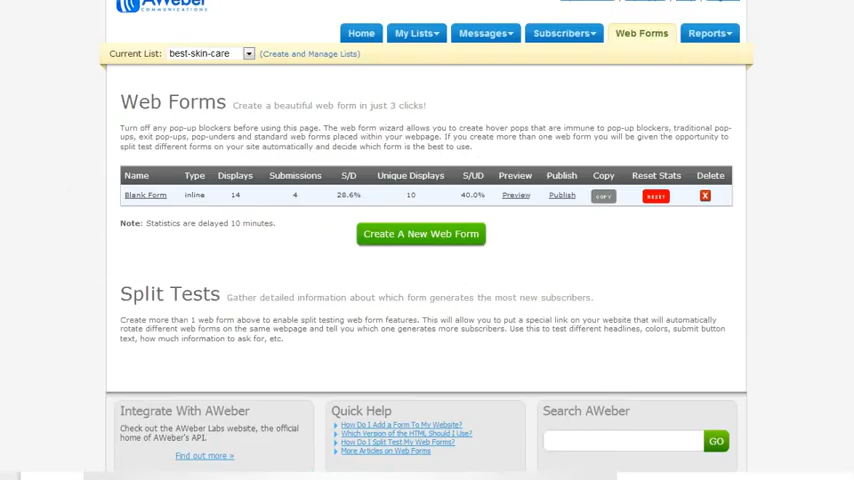 AWeber
COMMUNICATIONS
Home My Lists Messages Subscribers Web Forms Reports
Current List: best-skin-care (Create and Manage Lists)
Web Forms Create a beautiful web form in just 3 clicks!
Turn off any pop-up blockers before using this page. The web form wizard allows you to create hover pops that are immune to pop-up blockers, traditional pop-
ups, exit pop-ups, pop-unders and standard web forms placed within your webpage. If you create more than one web form you will be given the opportunity to
split test different forms on your site automatically and decide which form is the best to use.
Name Type Displays Submissions S/D Unique Displays S/UD Preview Publish Copy Reset Stats Delete
Blank Form inline 14 4 28.6% 10 40.0% Preview Publish COPY RESET X
Note: Statistics are delayed 10 minutes.
Create A New Web Form
Split Tests Gather detailed information about which form generates the most new subscribers.
Create more than 1 web form above to enable split testing web form features. This will allow you to put a special link on your website that will automatically
rotate different web forms on the same webpage and tell you which one generates more subscribers. Use this to test different headlines, colors, submit button
text, how much information to ask for, etc.
Integrate With AWeber
Check out the AWeber Labs website, the official
home of AWeber's API.
Find out more »
Quick Help
How Do I Add a Form To My Website?
Which Version of the HTML Should I Use?
How Do I Split Test My Web Forms?
More Articles on Web Forms
Search AWeber
GO